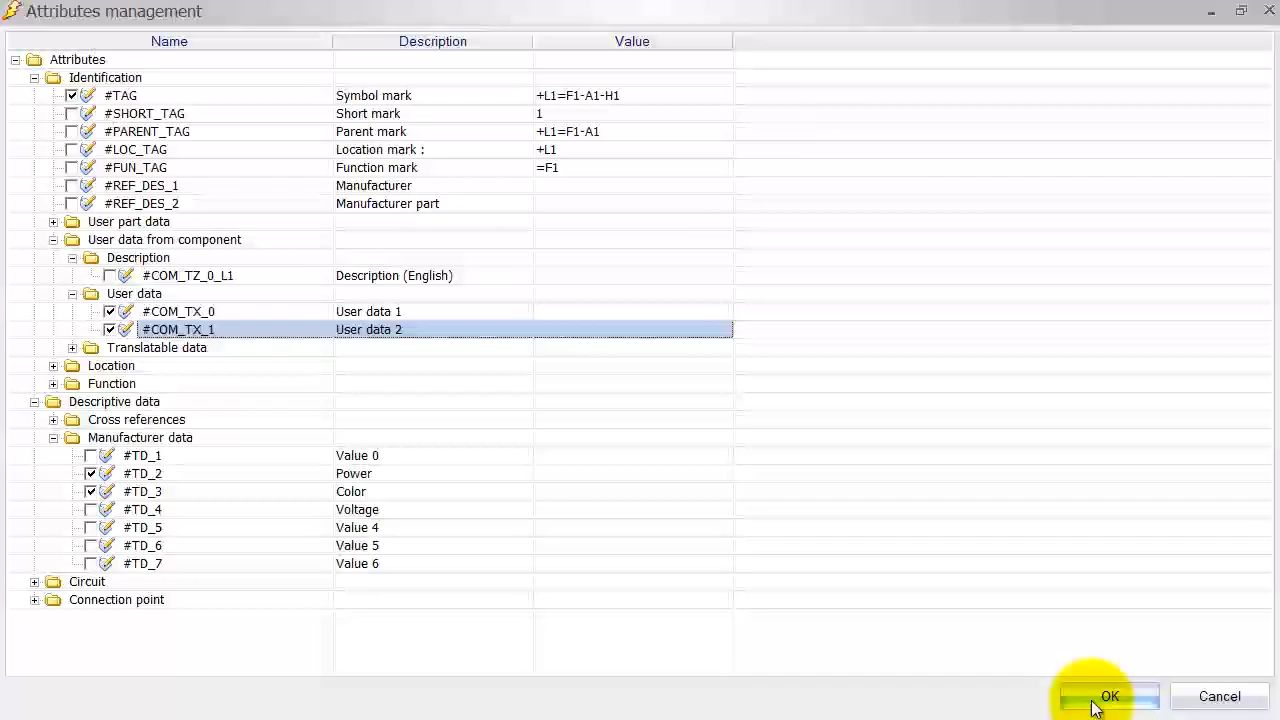 Attributes management
Name Description Value
Attributes
Identification
#TAG Symbol mark +L1=F1-A1-H1
#SHORT_TAG Short mark 1
#PARENT_TAG Parent mark +L1=F1-A1
#LOC_TAG Location mark : +L1
#FUN_TAG Function mark =F1
#REF_DES_1 Manufacturer
#REF_DES_2 Manufacturer part
User part data
User data from component
Description
#COM_TZ_0_L1 Description (English)
User data
#COM_TX_0 User data 1
#COM_TX_1 User data 2
Translatable data
Location
Function
Descriptive data
Cross references
Manufacturer data
#TD_1 Value 0
#TD_2 Power
#TD_3 Color
#TD_4 Voltage
#TD_5 Value 4
#TD_6 Value 5
#TD_7 Value 6
Circuit
Connection point
OK Cancel